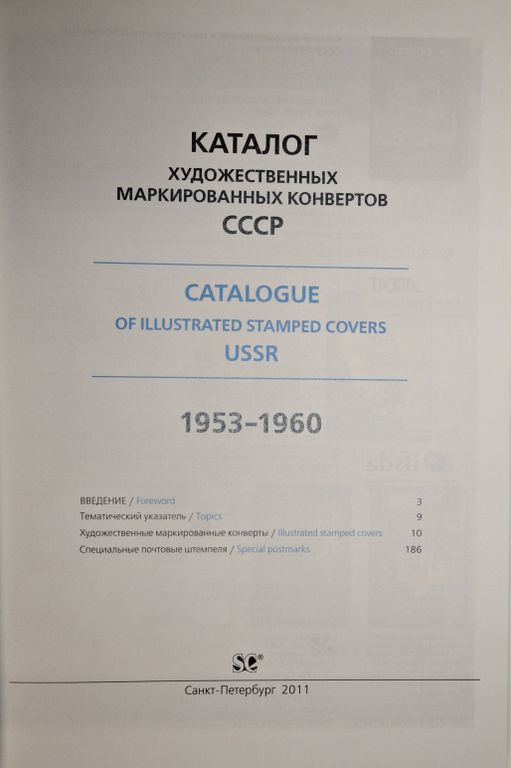 КАТАЛОГ
ХУДОЖЕСТВЕННЫХ
МАРКИРОВАННЫХ КОНВЕРТОВ
СССР
CATALOGUE
OF ILLUSTRATED STAMPED COVERS
USSR
1953–1960
ВВЕДЕНИЕ / Foreword 3
Тематический указатель / Topics 9
Художественные маркированные конверты / Illustrated stamped covers 10
Специальные почтовые штемпеля / Special postmarks 186
SC®
Санкт-Петербург 2011